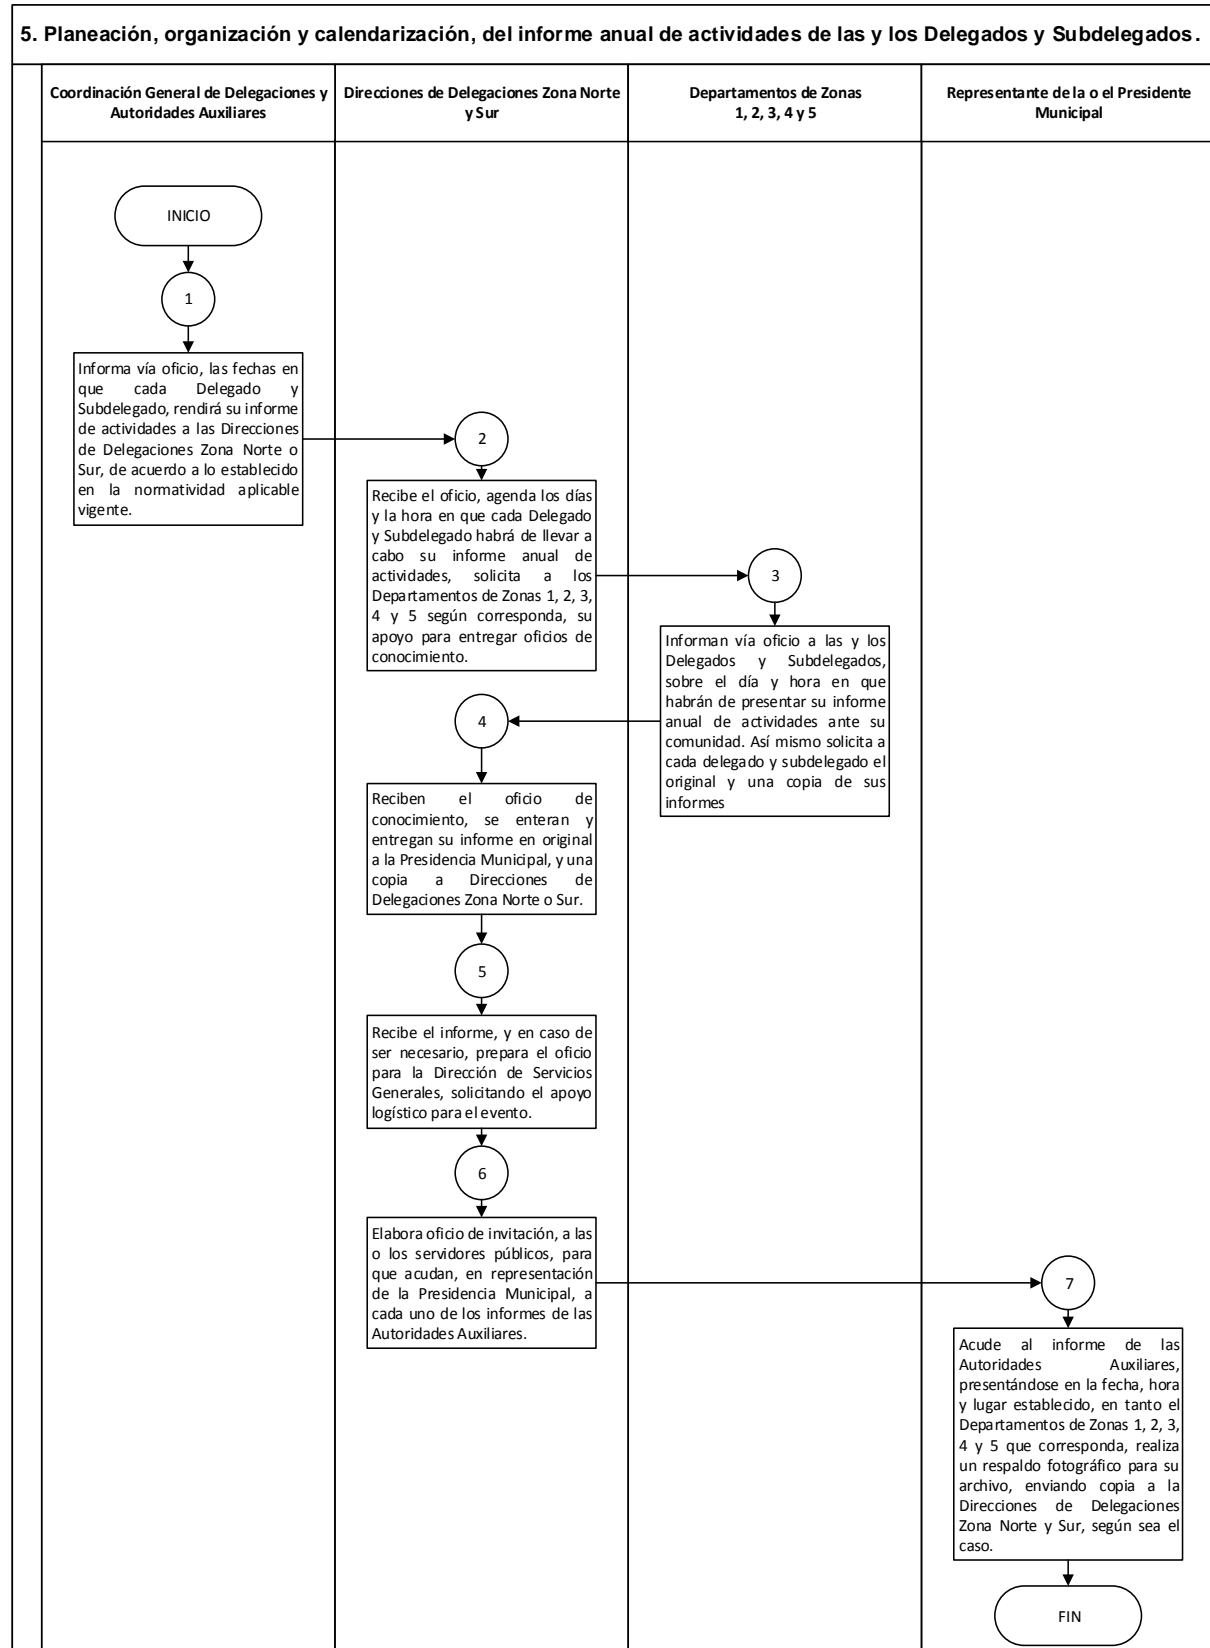 5. Planeación, organización y calendarización, del informe anual de actividades de las y los Delegados y Subdelegados.
Coordinación General de Delegaciones y
Autoridades Auxiliares
Direcciones de Delegaciones Zona Norte
y Sur
Departamentos de Zonas
1, 2, 3, 4 y 5
Representante de la o el Presidente
Municipal
INICIO
1
Informa vía oficio, las fechas en
que cada Delegado y
Subdelegado, rendirá su informe
de actividades a las Direcciones
de Delegaciones Zona Norte o
Sur, de acuerdo a lo establecido
en la normatividad aplicable
vigente.
2
Recibe el oficio, agenda los días
y la hora en que cada Delegado
y Subdelegado habrá de llevar a
cabo su informe anual de
actividades, solicita a los
Departamentos de Zonas 1, 2, 3,
4 y 5 según corresponda, su
apoyo para entregar oficios de
conocimiento.
3
Informan vía oficio a las y los
Delegados y Subdelegados,
sobre el día y hora en que
habrán de presentar su informe
anual de actividades ante su
comunidad. Así mismo solicita a
cada delegado y subdelegado el
original y una copia de sus
informes
4
Reciben el oficio de
conocimiento, se enteran y
entregan su informe en original
a la Presidencia Municipal, y una
copia a Direcciones de
Delegaciones Zona Norte o Sur.
5
Recibe el informe, y en caso de
ser necesario, prepara el oficio
para la Dirección de Servicios
Generales, solicitando el apoyo
logístico para el evento.
6
Elabora oficio de invitación, a las
o los servidores públicos, para
que acudan, en representación
de la Presidencia Municipal, a
cada uno de los informes de las
Autoridades Auxiliares.
7
Acude al informe de las
Autoridades Auxiliares,
presentándose en la fecha, hora
y lugar establecido, en tanto el
Departamentos de Zonas 1, 2, 3,
4 y 5 que corresponda, realiza
un respaldo fotográfico para su
archivo, enviando copia a la
Direcciones de Delegaciones
Zona Norte y Sur, según sea el
caso.
FIN